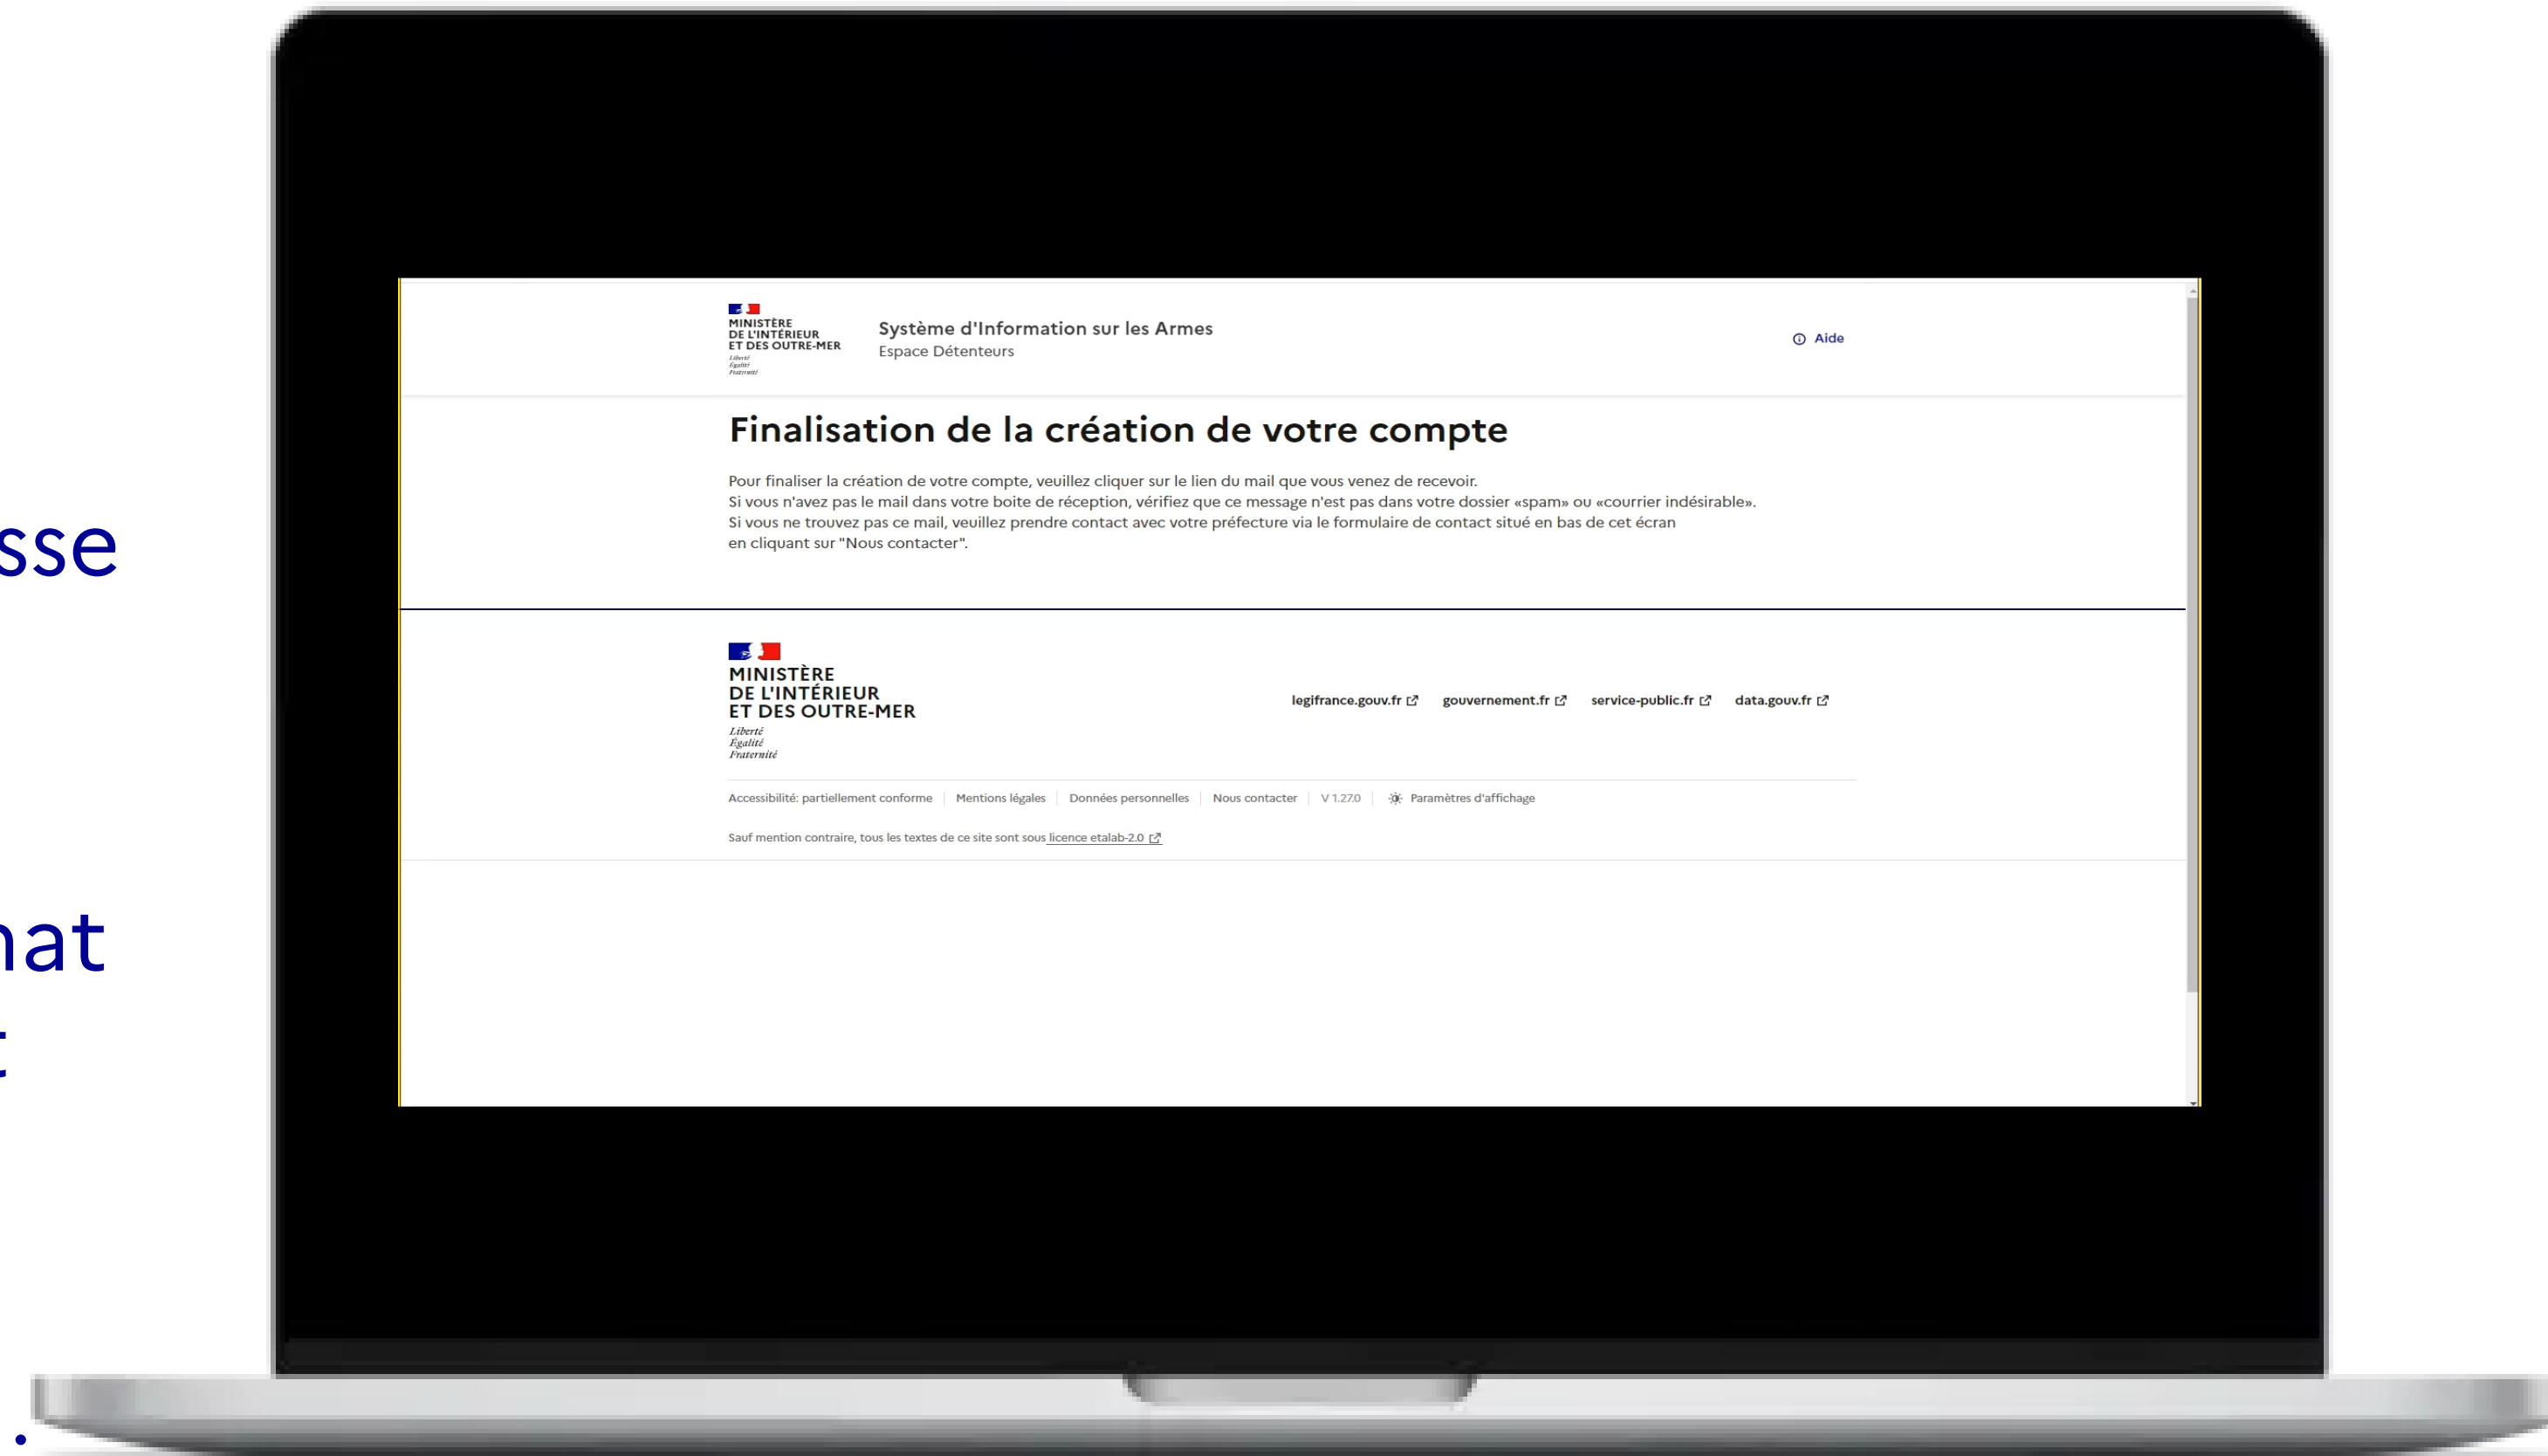 MINISTÈRE
DE L'INTÉRIEUR
ET DES OUTRE-MER
Liberté
Égalité
Fraternité
Système d'Information sur les Armes
Espace Détenteurs
Aide
Finalisation de la création de votre compte
Pour finaliser la création de votre compte, veuillez cliquer sur le lien du mail que vous venez de recevoir.
Si vous n'avez pas le mail dans votre boite de réception, vérifiez que ce message n'est pas dans votre dossier «spam» ou «courrier indésirable».
Si vous ne trouvez pas ce mail, veuillez prendre contact avec votre préfecture via le formulaire de contact situé en bas de cet écran
en cliquant sur "Nous contacter".
sse
MINISTÈRE
DE L'INTÉRIEUR
ET DES OUTRE-MER
Liberté
Égalité
Fraternité
legifrance.gouv.fr gouvernement.fr service-public.fr data.gouv.fr
Accessibilité: partiellement conforme Mentions légales Données personnelles Nous contacter V 1.27.0 Paramètres d'affichage
Sauf mention contraire, tous les textes de ce site sont sous licence etalab-2.0
nat
t
.